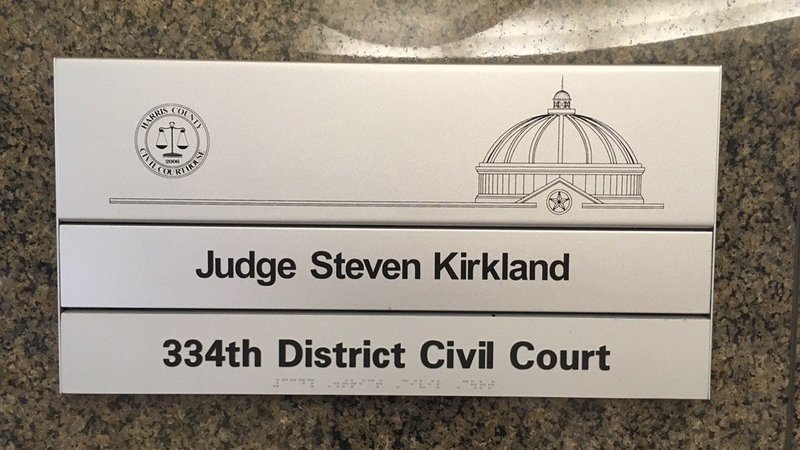 HARRIS COUNTY
2006
CIVIL COURTHOUSE
Judge Steven Kirkland
334th District Civil Court